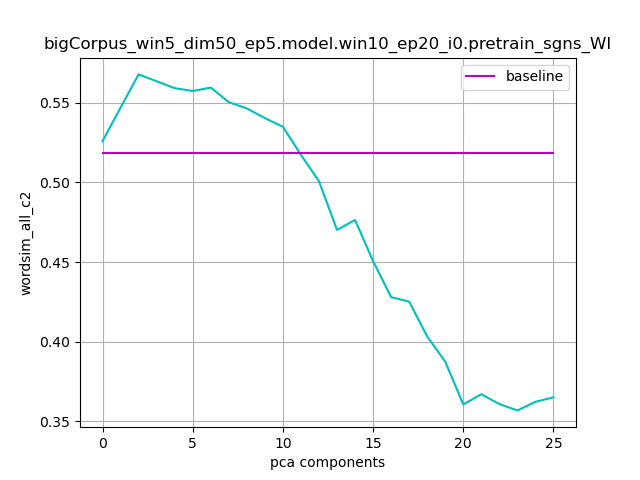 bigCorpus_win5_dim50_ep5.model.win10_ep20_i0.pretrain_sgns_WI
baseline
0.55
0.50
0.45
0.40
0.35
wordsim_all_c2
0 5 10 15 20 25
pca components